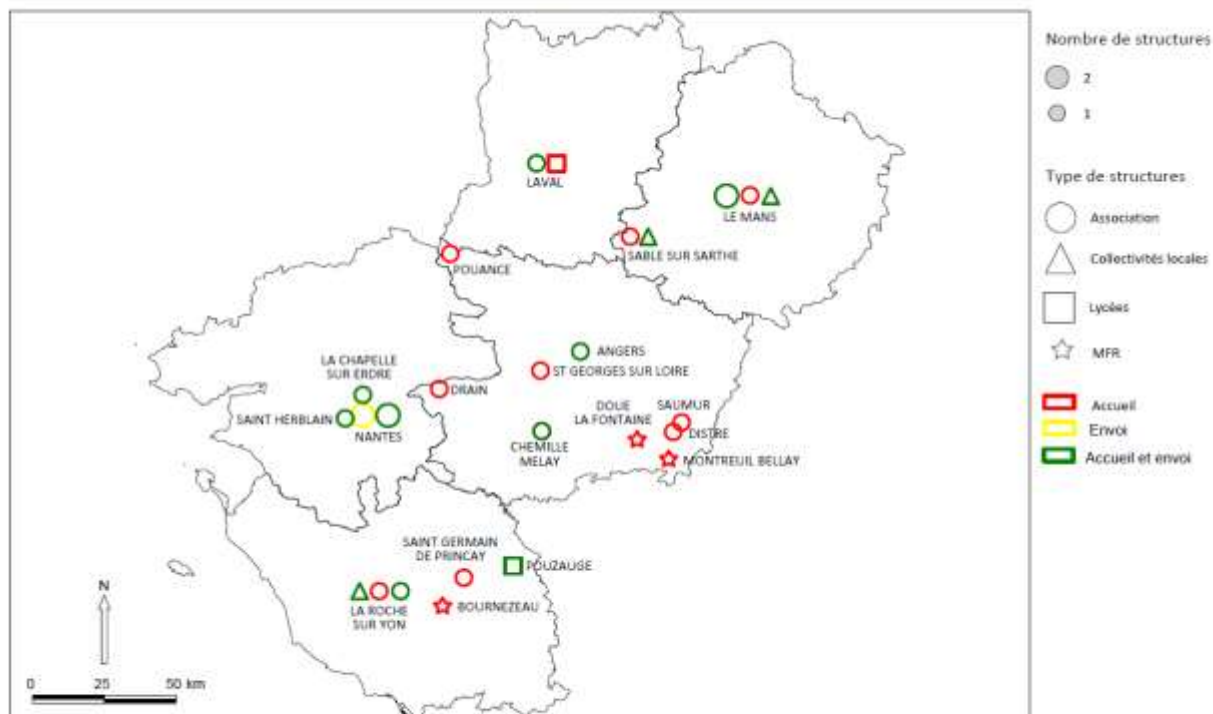 Nombre de structures
2
1
Type de structures
Association
Collectivités locales
Lycées
MFR
Accueil
Envoi
Accueil et envoi
LAVAL
LE MANS
SABLE SUR SARTHE
POUANCE
ANGERS
ST GEORGES SUR LOIRE
LA CHAPELLE
SUR ERDRE
DRAIN
SAINT HERBLAIN
NANTES
DOUE
LA FONTAINE
SAUMUR
DISTRE
CHEMILLE
MELAY
MONTREUIL BELLAY
SAINT GERMAIN
DE PRINCAY
POUZAUGE
LA ROCHE
SUR YON
BOURNEZEAU
N
0 25 50 km